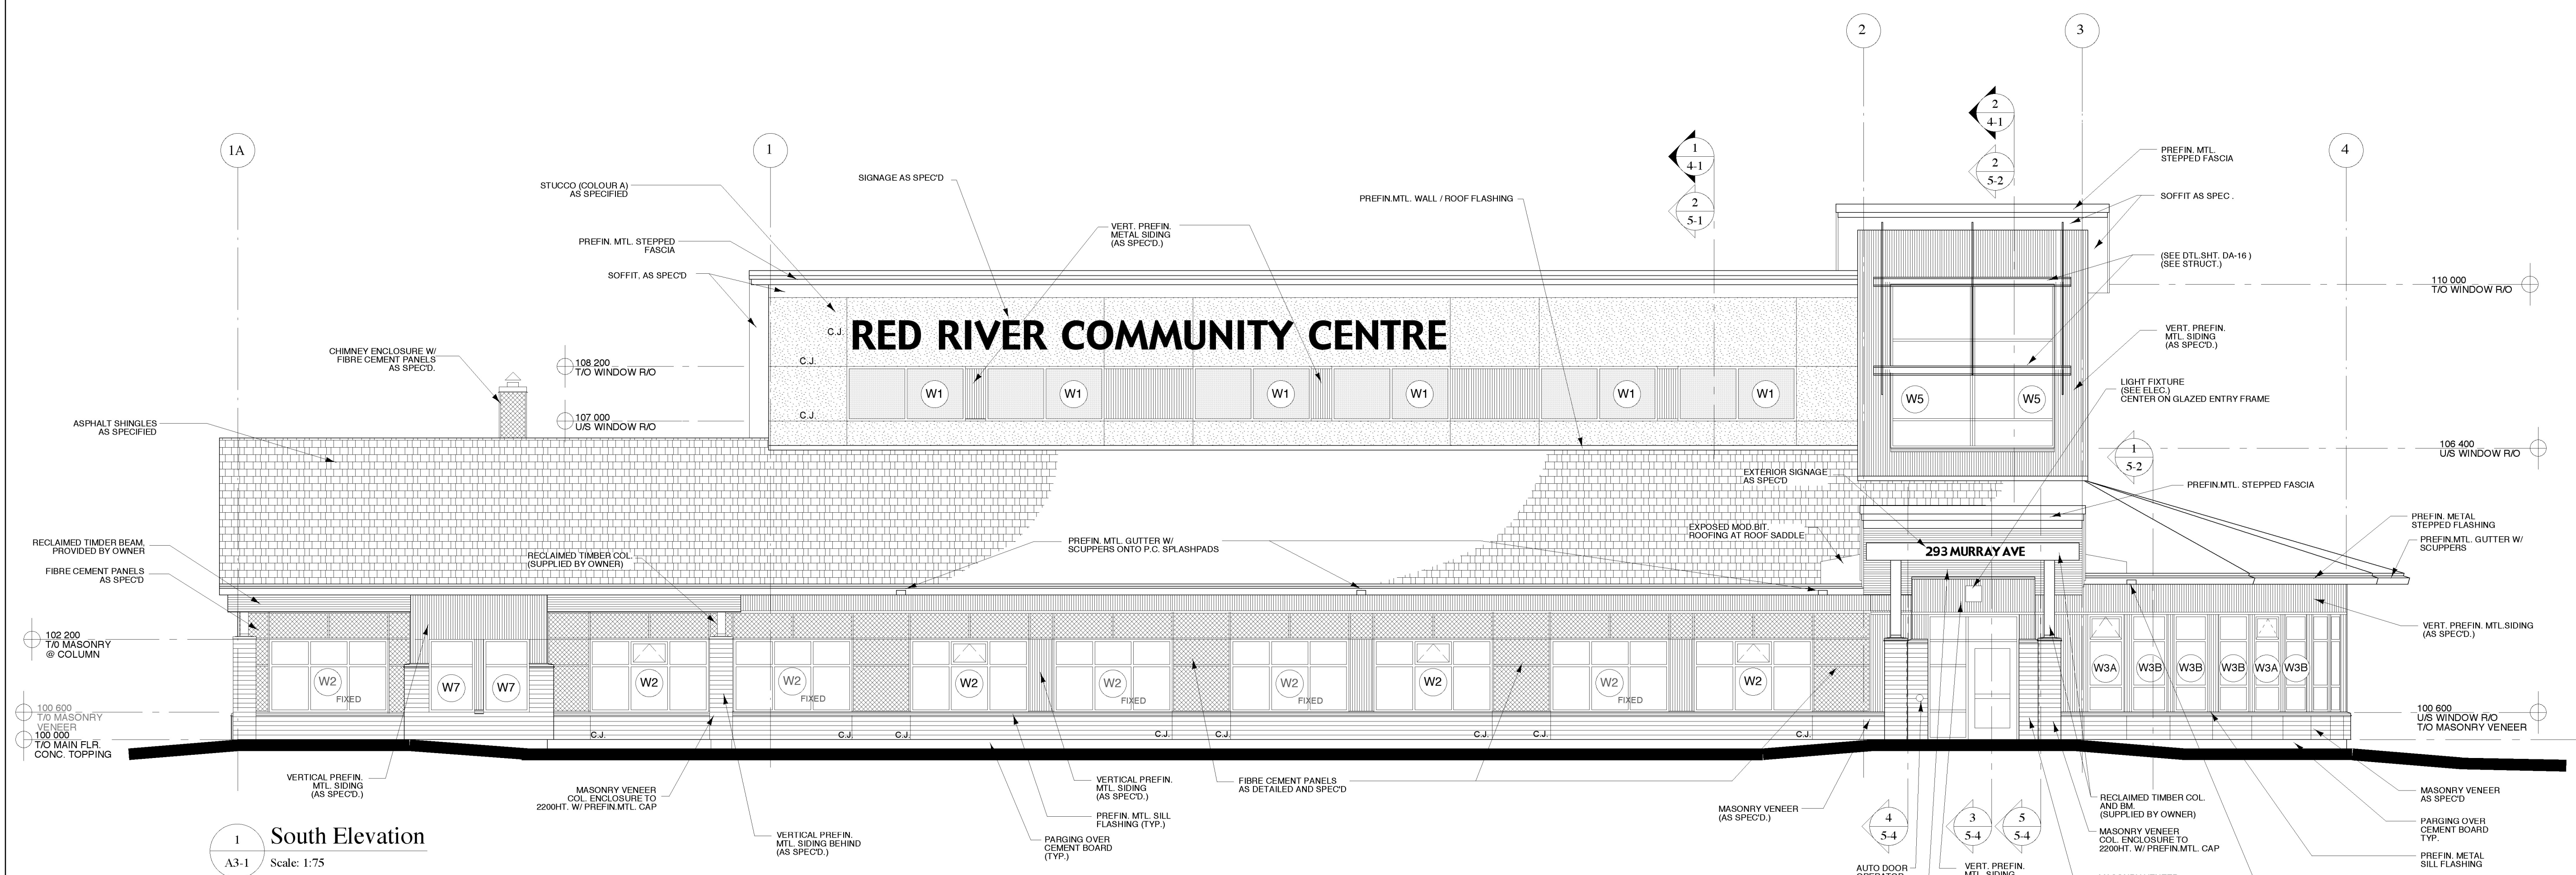 2
3
2
4-1
1A
1
1
4-1
2
5-2
4
PREFIN. MTL.
STEPPED FASCIA
STUCCO (COLOUR A)
AS SPECIFIED
SIGNAGE AS SPEC'D
PREFIN.MTL. WALL / ROOF FLASHING
2
5-1
SOFFIT AS SPEC .
VERT. PREFIN.
METAL SIDING
(AS SPEC'D.)
PREFIN. MTL. STEPPED
FASCIA
SOFFIT, AS SPEC'D
(SEE DTL.SHT. DA-16 )
(SEE STRUCT.)
110 000
T/O WINDOW R/O
C.J.
RED RIVER COMMUNITY CENTRE
VERT. PREFIN.
MTL. SIDING
(AS SPEC'D.)
CHIMNEY ENCLOSURE W/
FIBRE CEMENT PANELS
AS SPEC'D.
108 200
T/O WINDOW R/O
C.J.
LIGHT FIXTURE
(SEE ELEC.)
CENTER ON GLAZED ENTRY FRAME
W1
W1
W1
W1
W1
W1
W5
W5
107 000
U/S WINDOW R/O
C.J.
ASPHALT SHINGLES
AS SPECIFIED
106 400
U/S WINDOW R/O
1
5-2
EXTERIOR SIGNAGE
AS SPEC'D
PREFIN.MTL. STEPPED FASCIA
EXPOSED MOD.BIT.
ROOFING AT ROOF SADDLE
PREFIN. METAL
STEPPED FLASHING
PREFIN.MTL. GUTTER W/
SCUPPERS
RECLAIMED TIMDER BEAM.
PROVIDED BY OWNER
RECLAIMED TIMBER COL.
(SUPPLIED BY OWNER)
PREFIN. MTL. GUTTER W/
SCUPPERS ONTO P.C. SPLASHPADS
293 MURRAY AVE
FIBRE CEMENT PANELS
AS SPEC'D
102 200
T/0 MASONRY
@ COLUMN
VERT. PREFIN. MTL.SIDING
(AS SPEC'D.)
W2
FIXED
W7
W7
W2
W2
FIXED
W2
W2
FIXED
W2
FIXED
W2
W2
FIXED
W2
W3A
W3B
W3B
W3B
W3A
W3B
100 600
T/0 MASONRY
VENEER
100 000
T/O MAIN FLR.
CONC. TOPPING
100 600
U/S WINDOW R/O
T/O MASONRY VENEER
C.J.
C.J.
C.J.
C.J.
C.J.
C.J.
C.J.
C.J.
VERTICAL PREFIN.
MTL. SIDING
(AS SPEC'D.)
MASONRY VENEER
COL. ENCLOSURE TO
2200HT. W/ PREFIN.MTL. CAP
VERTICAL PREFIN.
MTL. SIDING
(AS SPEC'D.)
FIBRE CEMENT PANELS
AS DETAILED AND SPEC'D
PREFIN. MTL. SILL
FLASHING (TYP.)
MASONRY VENEER
(AS SPEC'D.)
RECLAIMED TIMBER COL.
AND BM.
(SUPPLIED BY OWNER)
MASONRY VENEER
AS SPEC'D
VERTICAL PREFIN.
MTL. SIDING BEHIND
(AS SPEC'D.)
PARGING OVER
CEMENT BOARD
(TYP.)
4
5-4
3
5-4
5
5-4
MASONRY VENEER
COL. ENCLOSURE TO
2200HT. W/ PREFIN.MTL. CAP
PARGING OVER
CEMENT BOARD
TYP.
PREFIN. METAL
SILL FLASHING
1
A3-1
South Elevation
Scale: 1:75
AUTO DOOR
VERT. PREFIN.
MTL. SIDING